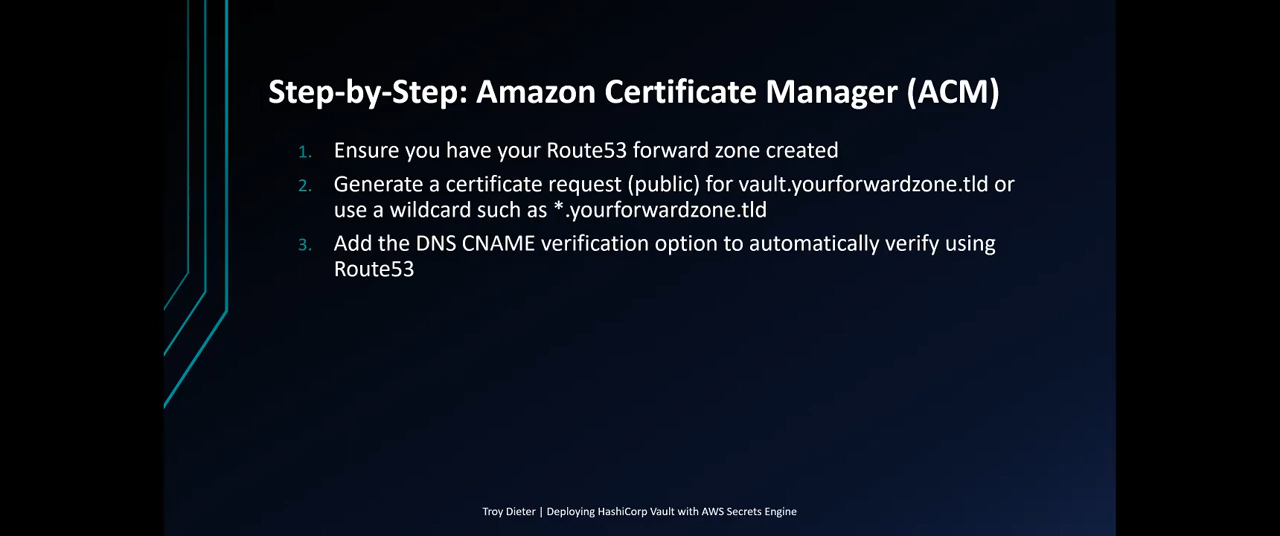 Step-by-Step: Amazon Certificate Manager (ACM)
1. Ensure you have your Route53 forward zone created
2. Generate a certificate request (public) for vault.yourforwardzone.tld or
use a wildcard such as *.yourforwardzone.tld
3. Add the DNS CNAME verification option to automatically verify using
Route53
Troy Dieter | Deploying HashiCorp Vault with AWS Secrets Engine